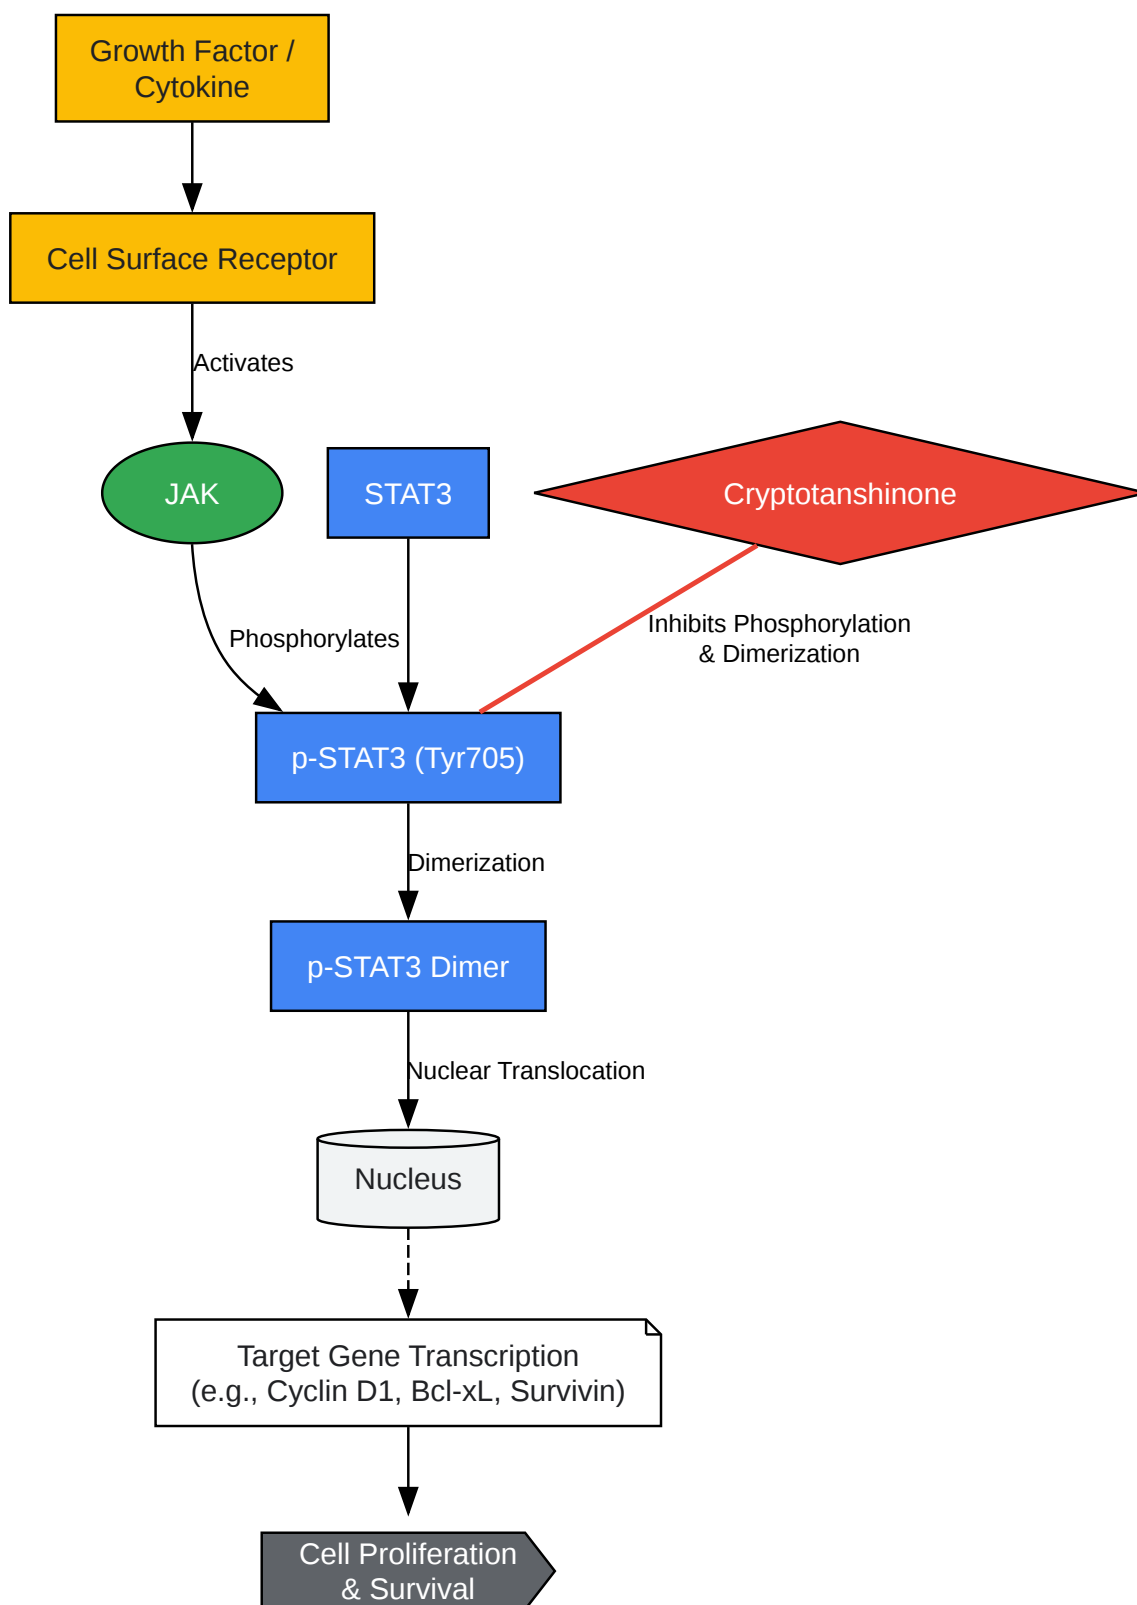 Growth Factor /
Cytokine
Cell Surface Receptor
Activates
JAK
STAT3
Cryptotanshinone
Phosphorylates
Inhibits Phosphorylation
& Dimerization
p-STAT3 (Tyr705)
Dimerization
p-STAT3 Dimer
Nuclear Translocation
Nucleus
Target Gene Transcription
(e.g., Cyclin D1, Bcl-xL, Survivin)
Cell Proliferation
& Survival